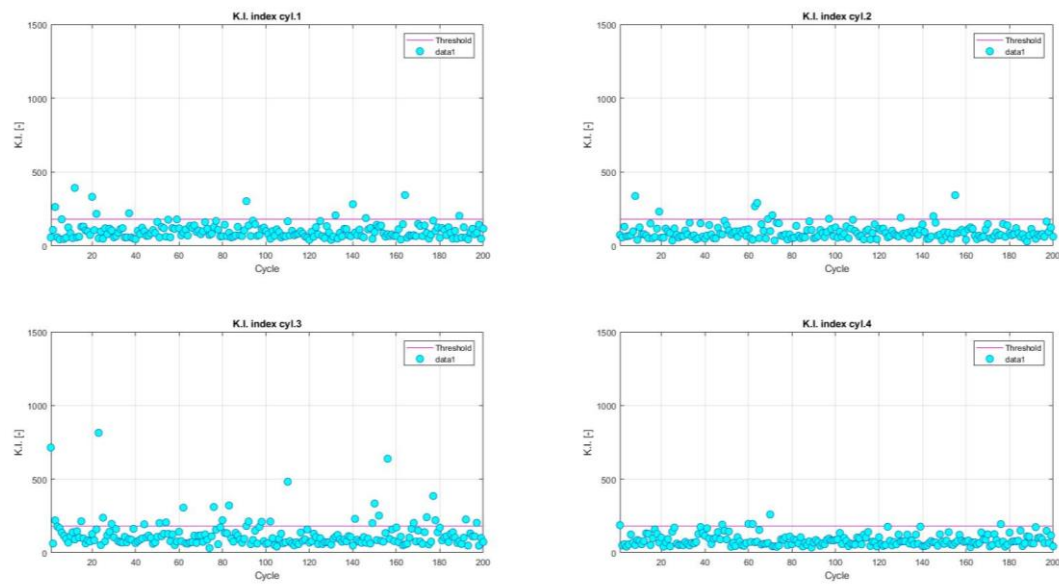 K.I. index cyl.1
1500
1000
500
0
K.I. [-]
20 40 60 80 100 120 140 160 180 200
Cycle
Threshold
data1
K.I. index cyl.2
1500
1000
500
0
K.I. [-]
20 40 60 80 100 120 140 160 180 200
Cycle
Threshold
data1
K.I. index cyl.3
1500
1000
500
0
K.I. [-]
20 40 60 80 100 120 140 160 180 200
Cycle
Threshold
data1
K.I. index cyl.4
1500
1000
500
0
K.I. [-]
20 40 60 80 100 120 140 160 180 200
Cycle
Threshold
data1